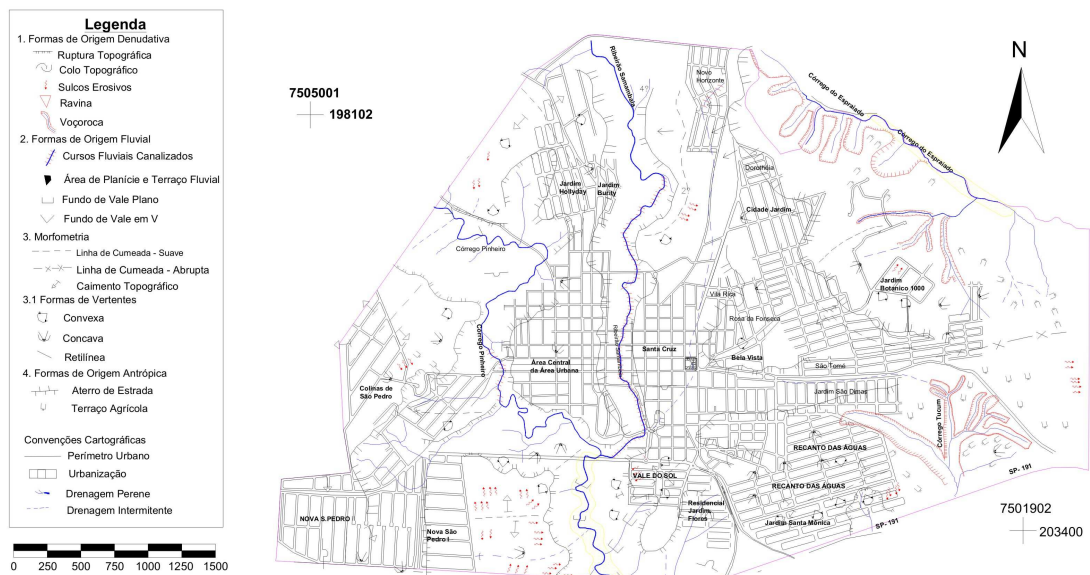 Legenda
1. Formas de Origem Denudativa
Ruptura Topográfica
Colo Topográfico
Sulcos Erosivos
Ravina
Voçoroca
2. Formas de Origem Fluvial
Cursos Fluviais Canalizados
Área de Planície e Terraço Fluvial
Fundo de Vale Plano
Fundo de Vale em V
3. Morfometria
Linha de Cumeada - Suave
Linha de Cumeada - Abrupta
Caimento Topográfico
3.1 Formas de Vertentes
Convexa
Concava
Retilínea
4. Formas de Origem Antrópica
Aterro de Estrada
Terraço Agrícola
Convenções Cartográficas
Perímetro Urbano
Urbanização
Drenagem Perene
Drenagem Intermitente
0 250 500 750 1000 1250 1500
7505001
198102
N
Ribeirão Samambaia
Novo
Horizonte
Córrego do Espraiado
Córrego do Espraiado
Dorothéia
Jardim
Hollyday
Jardim
Burity
Cidade Jardim
Córrego Pinheiro
Jardim
Botanico 1000
Vila Rica
Rosa da Fonseca
Córrego Pinheiro
Ribeirão Samambaia
Santa Cruz
Bela Vista
Área Central
da Área Urbana
São Tomé
Colinas de
São Pedro
Jardim São Dimas
Córrego Tucum
RECANTO DAS ÁGUAS
VALE DO SOL
SP- 191
RECANTO DAS ÁGUAS
Residencial
Jardim
Flores
NOVA S.PEDRO II
Nova São
Pedro I
Jardim Santa Mônica
SP- 191
7501902
203400